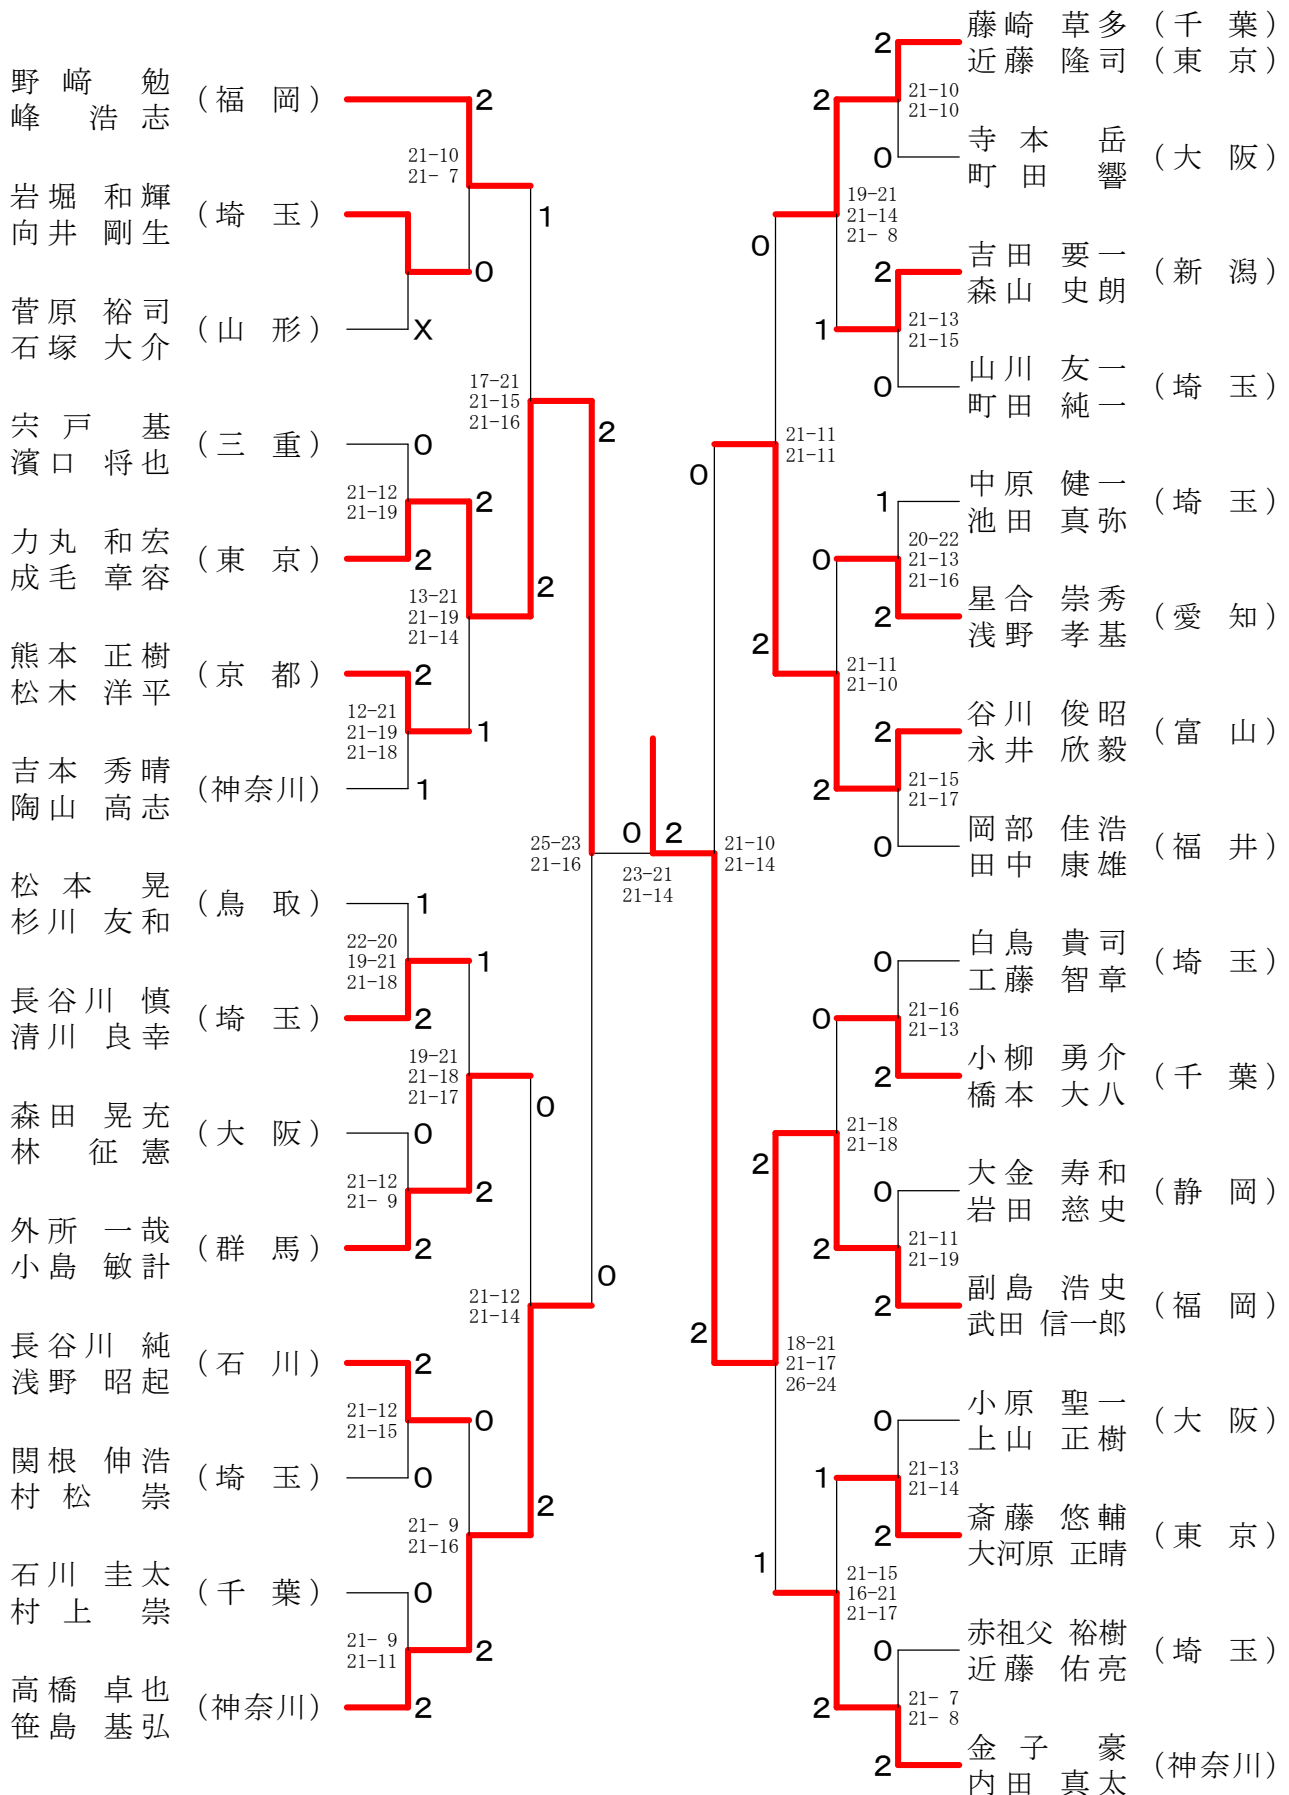 野﨑 勉
峰 浩志
(福 岡)
2
21-10
21- 7
岩堀 和輝
向井 剛生
(埼 玉)
0
1
菅原 裕司
石塚 大介
(山 形)
X
17-21
21-15
21-16
2
宍戸 基
濱口 将也
(三 重)
0
21-12
21-19
2
力丸 和宏
成毛 章容
(東 京)
2
13-21
21-19
21-14
2
熊本 正樹
松木 洋平
(京 都)
2
12-21
21-19
21-18
1
吉本 秀晴
陶山 高志
(神奈川)
1
25-23
21-16
松本 晃
杉川 友和
(鳥 取)
1
22-20
19-21
21-18
1
長谷川 慎
清川 良幸
(埼 玉)
2
19-21
21-18
21-17
0
森田 晃充
林 征憲
(大 阪)
0
21-12
21- 9
2
外所 一哉
小島 敏計
(群 馬)
2
21-12
21-14
0
長谷川 純
浅野 昭起
(石 川)
2
21-12
21-15
0
関根 伸浩
村松 崇
(埼 玉)
0
21- 9
21-16
2
石川 圭太
村上 崇
(千 葉)
0
21- 9
21-11
2
高橋 卓也
笹島 基弘
(神奈川)
2
0
2
23-21
21-14
2
藤崎 草多 (千 葉)
近藤 隆司 (東 京)
2
21-10
21-10
0
寺本 岳
町田 響
(大 阪)
0
19-21
21-14
21- 8
2
吉田 要一
森山 史朗
(新 潟)
1
21-13
21-15
0
山川 友一
町田 純一
(埼 玉)
0
21-11
21-11
1
中原 健一
池田 真弥
(埼 玉)
0
20-22
21-13
21-16
2
星合 崇秀
浅野 孝基
(愛 知)
2
21-11
21-10
2
谷川 俊昭
永井 欣毅
(富 山)
2
21-15
21-17
0
岡部 佳浩
田中 康雄
(福 井)
21-10
21-14
0
白鳥 貴司
工藤 智章
(埼 玉)
0
21-16
21-13
2
小柳 勇介
橋本 大八
(千 葉)
2
21-18
21-18
0
大金 寿和
岩田 慈史
(静 岡)
2
21-11
21-19
2
副島 浩史
武田 信一郎
(福 岡)
2
18-21
21-17
26-24
0
小原 聖一
上山 正樹
(大 阪)
1
21-13
21-14
2
斎藤 悠輔
大河原 正晴
(東 京)
1
21-15
16-21
21-17
0
赤祖父 裕樹
近藤 佑亮
(埼 玉)
2
21- 7
21- 8
2
金子 豪
内田 真太
(神奈川)